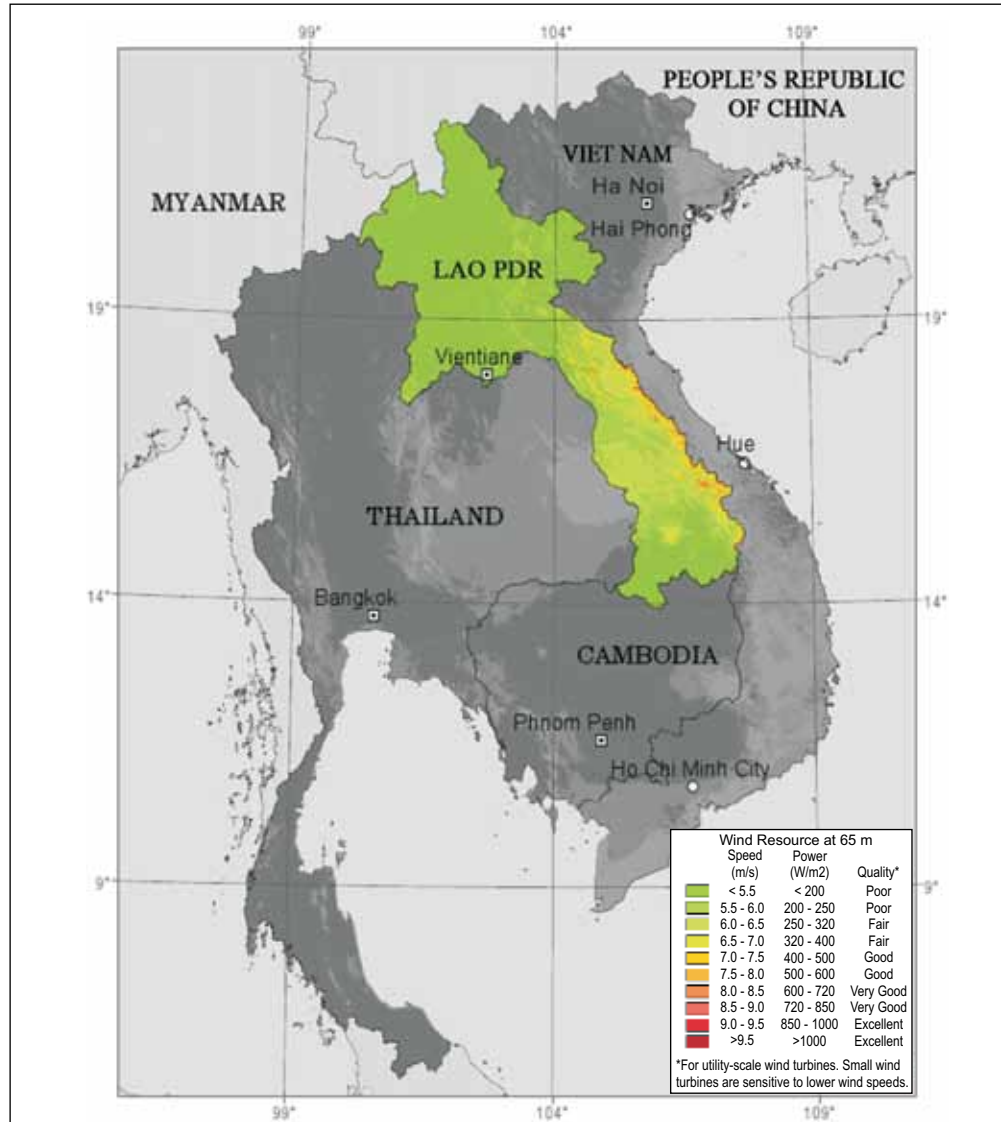 99°
104°
109°
PEOPLE'S REPUBLIC
OF CHINA
VIET NAM
Ha Noi
MYANMAR
Hai Phong
LAO PDR
19°
19°
Vientiane
Hue
THAILAND
14°
14°
Bangkok
CAMBODIA
Phnom Penh
Ho Chi Minh City
9°
9°
Wind Resource at 65 m
Speed Power
(m/s) (W/m2) Quality*
< 5.5 < 200 Poor
5.5 - 6.0 200 - 250 Poor
6.0 - 6.5 250 - 320 Fair
6.5 - 7.0 320 - 400 Fair
7.0 - 7.5 400 - 500 Good
7.5 - 8.0 500 - 600 Good
8.0 - 8.5 600 - 720 Very Good
8.5 - 9.0 720 - 850 Very Good
9.0 - 9.5 850 - 1000 Excellent
>9.5 >1000 Excellent
*For utility-scale wind turbines. Small wind
turbines are sensitive to lower wind speeds.
99°
104°
109°